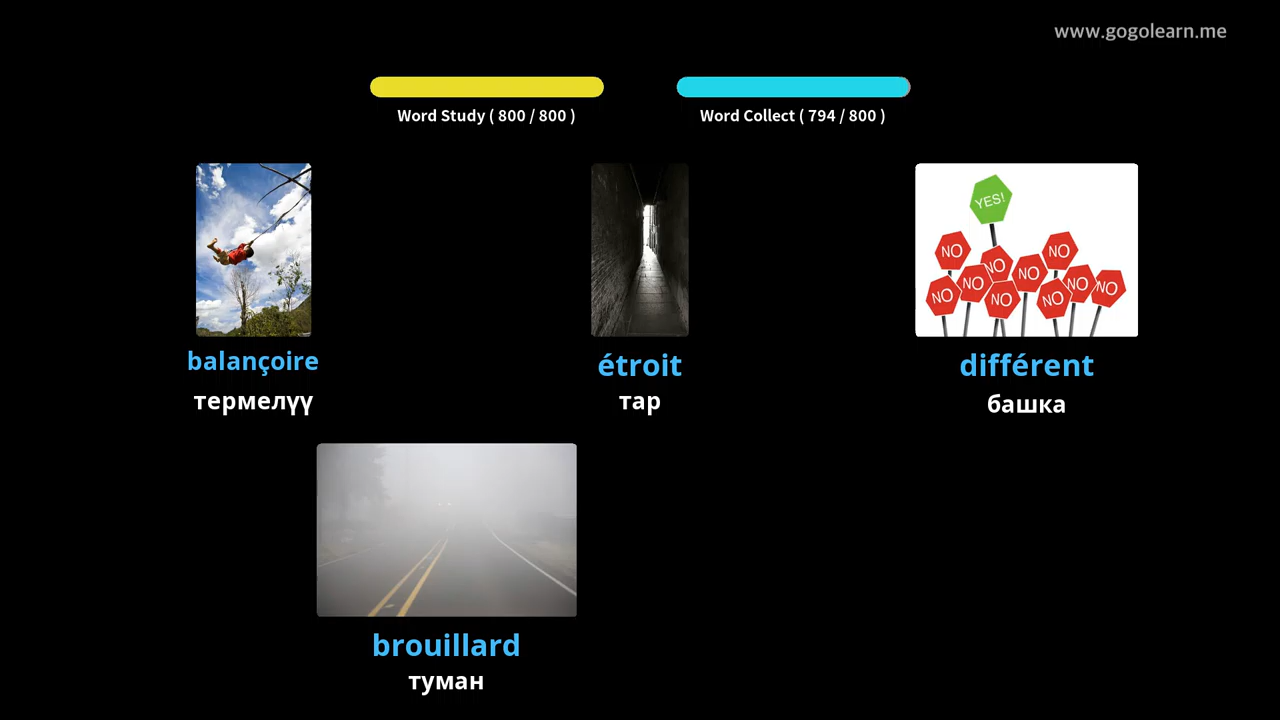 www.gogolearn.me
Word Study ( 800 / 800 )
Word Collect ( 794 / 800 )
YES!
NO
NO
NO
NO
NO
NO
NO
NO
NO
NO
balançoire
étroit
différent
термелүү
тар
башка
brouillard
туман